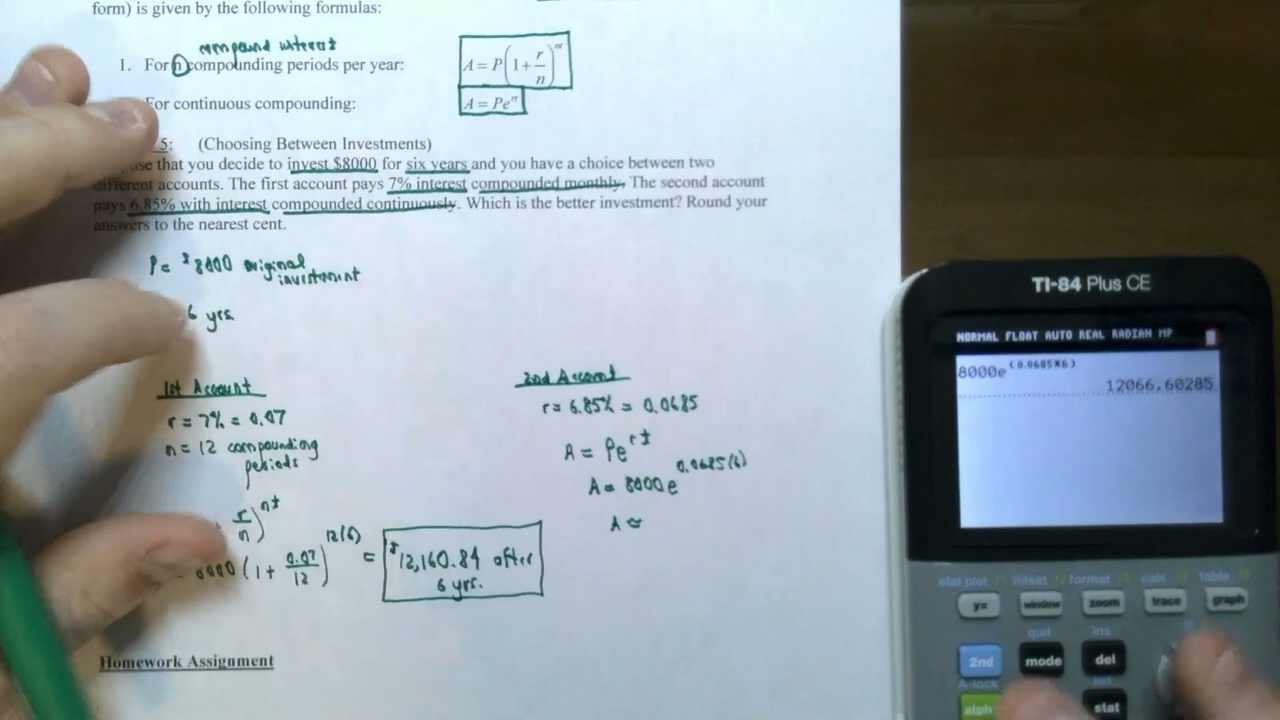 form) is given by the following formulas:
compound interest
1. For n compounding periods per year:
A = P(1 + r/n)^nt
For continuous compounding:
A = Pe^rt
5: (Choosing Between Investments)
that you decide to invest $8000 for six years and you have a choice between two
different accounts. The first account pays 7% interest compounded monthly. The second account
pays 6.85% with interest compounded continuously. Which is the better investment? Round your
answers to the nearest cent.
P = $8000 original
investment
6 yrs.
1st Account
r = 7% = 0.07
n = 12 compounding
periods
r/n)^nt
8000(1 + 0.07/12)^12(6) = $12,160.84 after
6 yrs.
2nd Account
r = 6.85% = 0.0685
A = Pe^rt
A = 8000e^0.0685(6)
A ≈
Homework Assignment
TI-84 Plus CE
NORMAL FLOAT AUTO REAL RADIAN MP
8000e^(0.0685*6)
12066.60285
stat plot f1 tblset f2 format f3 calc f4 table f5
y= window zoom trace graph
quit ins
2nd mode del
A-lock
alpha stat